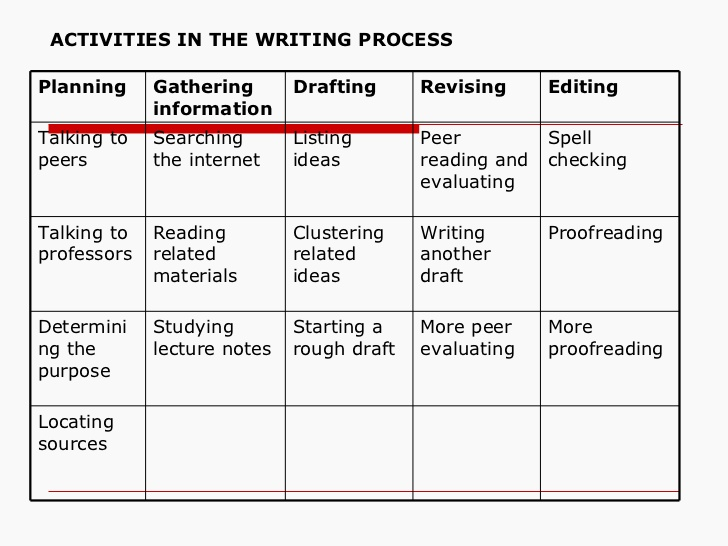 ACTIVITIES IN THE WRITING PROCESS
Planning
Gathering
information
Drafting
Revising
Editing
Talking to
peers
Searching
the internet
Listing
ideas
Peer
reading and
evaluating
Spell
checking
Talking to
professors
Reading
related
materials
Clustering
related
ideas
Writing
another
draft
Proofreading
Determini
ng the
purpose
Studying
lecture notes
Starting a
rough draft
More peer
evaluating
More
proofreading
Locating
sources